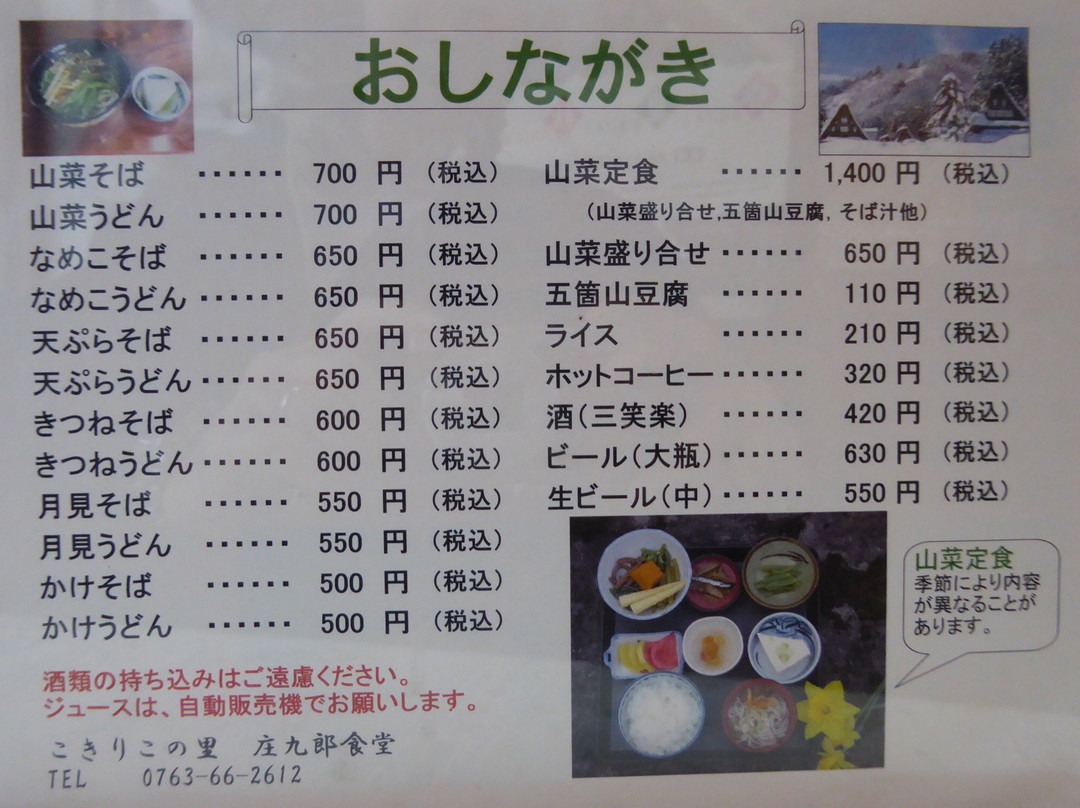 おしながき
山菜そば ・・・・・・ 700 円 (税込)
山菜うどん ・・・・・・ 700 円 (税込)
なめこそば ・・・・・・ 650 円 (税込)
なめこうどん ・・・・・・ 650 円 (税込)
天ぷらそば ・・・・・・ 650 円 (税込)
天ぷらうどん ・・・・・・ 650 円 (税込)
きつねそば ・・・・・・ 600 円 (税込)
きつねうどん ・・・・・・ 600 円 (税込)
月見そば ・・・・・・ 550 円 (税込)
月見うどん ・・・・・・ 550 円 (税込)
かけそば ・・・・・・ 500 円 (税込)
かけうどん ・・・・・・ 500 円 (税込)
山菜定食 ・・・・・・ 1,400 円 (税込)
(山菜盛り合せ,五箇山豆腐, そば汁他)
山菜盛り合せ ・・・・・・ 650 円 (税込)
五箇山豆腐 ・・・・・・ 110 円 (税込)
ライス ・・・・・・ 210 円 (税込)
ホットコーヒー ・・・・・・ 320 円 (税込)
酒(三笑楽) ・・・・・・ 420 円 (税込)
ビール(大瓶) ・・・・・・ 630 円 (税込)
生ビール(中) ・・・・・・ 550 円 (税込)
山菜定食
季節により内容
が異なることが
あります。
酒類の持ち込みはご遠慮ください。
ジュースは、自動販売機でお願いします。
こきりこの里 庄九郎食堂
TEL 0763-66-2612